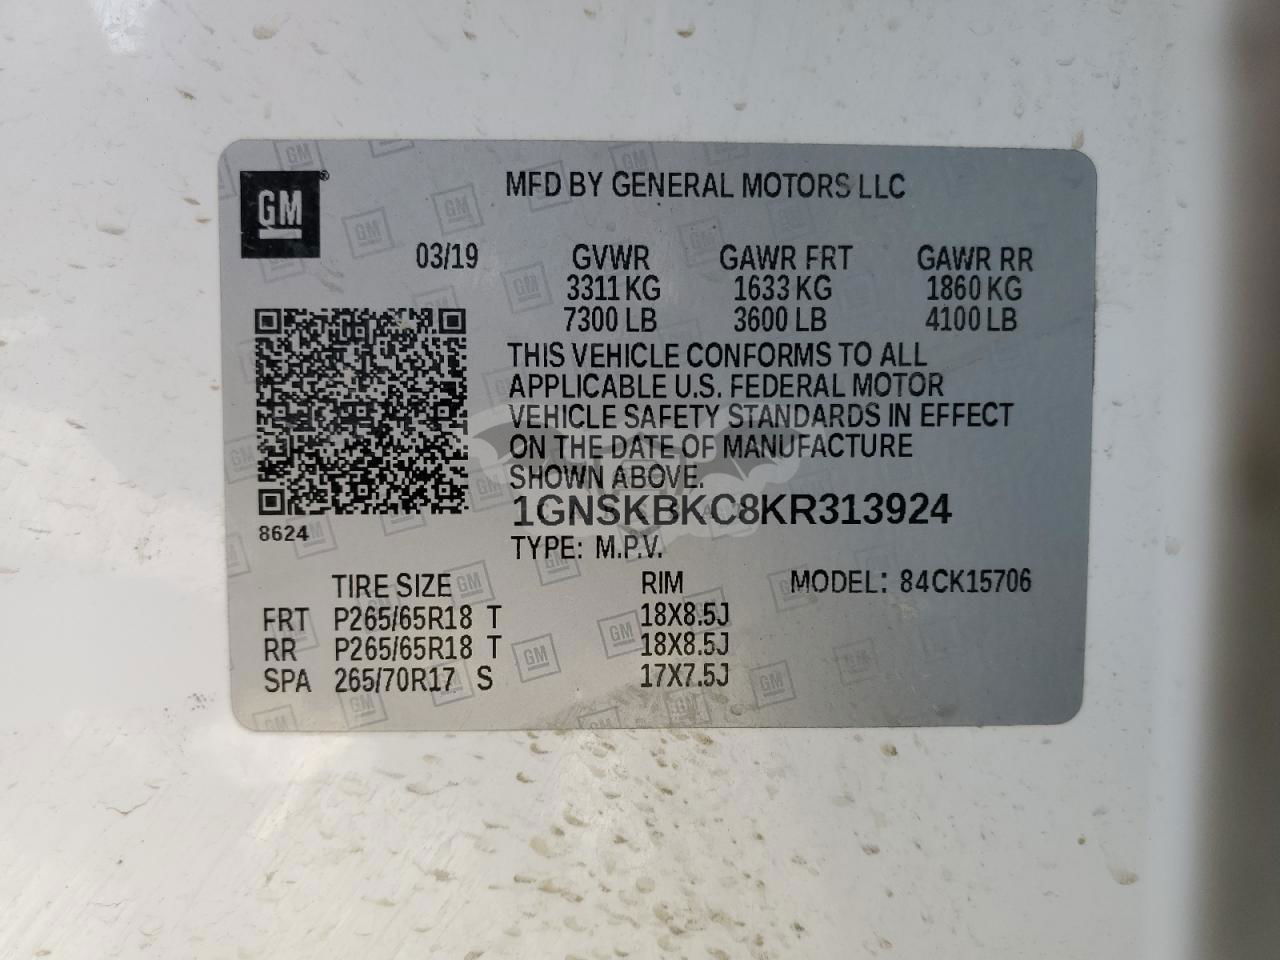 GM®
MFD BY GENERAL MOTORS LLC
03/19 GVWR GAWR FRT GAWR RR
3311 KG 1633 KG 1860 KG
7300 LB 3600 LB 4100 LB
THIS VEHICLE CONFORMS TO ALL
APPLICABLE U.S. FEDERAL MOTOR
VEHICLE SAFETY STANDARDS IN EFFECT
ON THE DATE OF MANUFACTURE
SHOWN ABOVE.
1GNSKBKC8KR313924
8624
TYPE: M.P.V.
TIRE SIZE RIM MODEL: 84CK15706
FRT P265/65R18 T 18X8.5J
RR P265/65R18 T 18X8.5J
SPA 265/70R17 S 17X7.5J